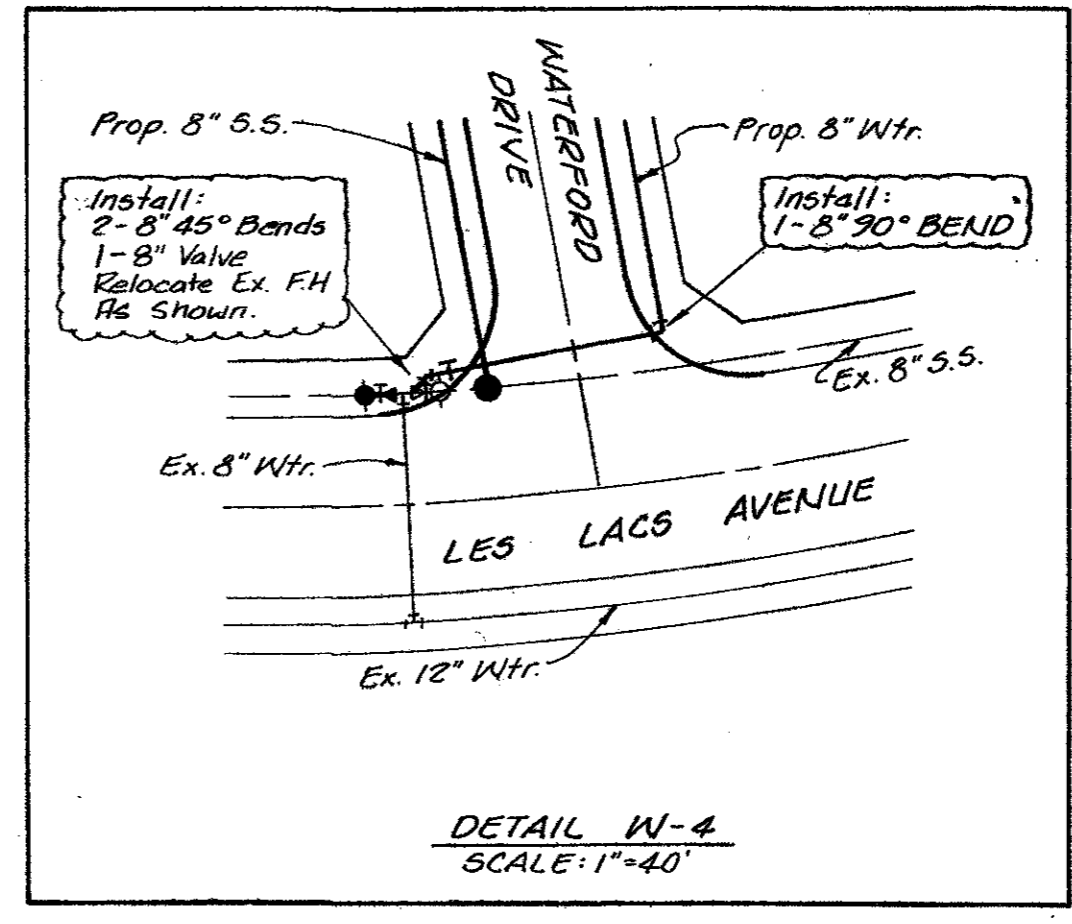 WATERFORD
DRIVE
Prop. 8" S.S.
Prop. 8" Wtr.
Install:
2-8" 45° Bends
1-8" Valve
Relocate Ex. F.H
As Shown.
Install:
1-8" 90° BEND
Ex. 8" S.S.
Ex. 8" Wtr.
LES LACS AVENUE
Ex. 12" Wtr.
DETAIL W-4
SCALE: 1"=40'